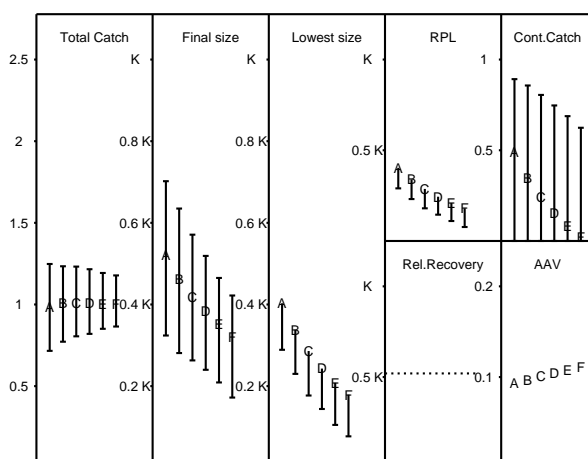 Total Catch Final size Lowest size RPL Cont.Catch
2.5 K K K 1
2 0.8 K 0.8 K
0.5 K 0.5
1.5 0.6 K 0.6 K
A A A A A
B B B B B
C C C C C
D D D D D
E E E E E
F F F F F
Rel.Recovery AAV
K 0.2
1 0.4 K 0.4 K
0.5 0.2 K 0.2 K 0.5 K 0.1
A B C D E F